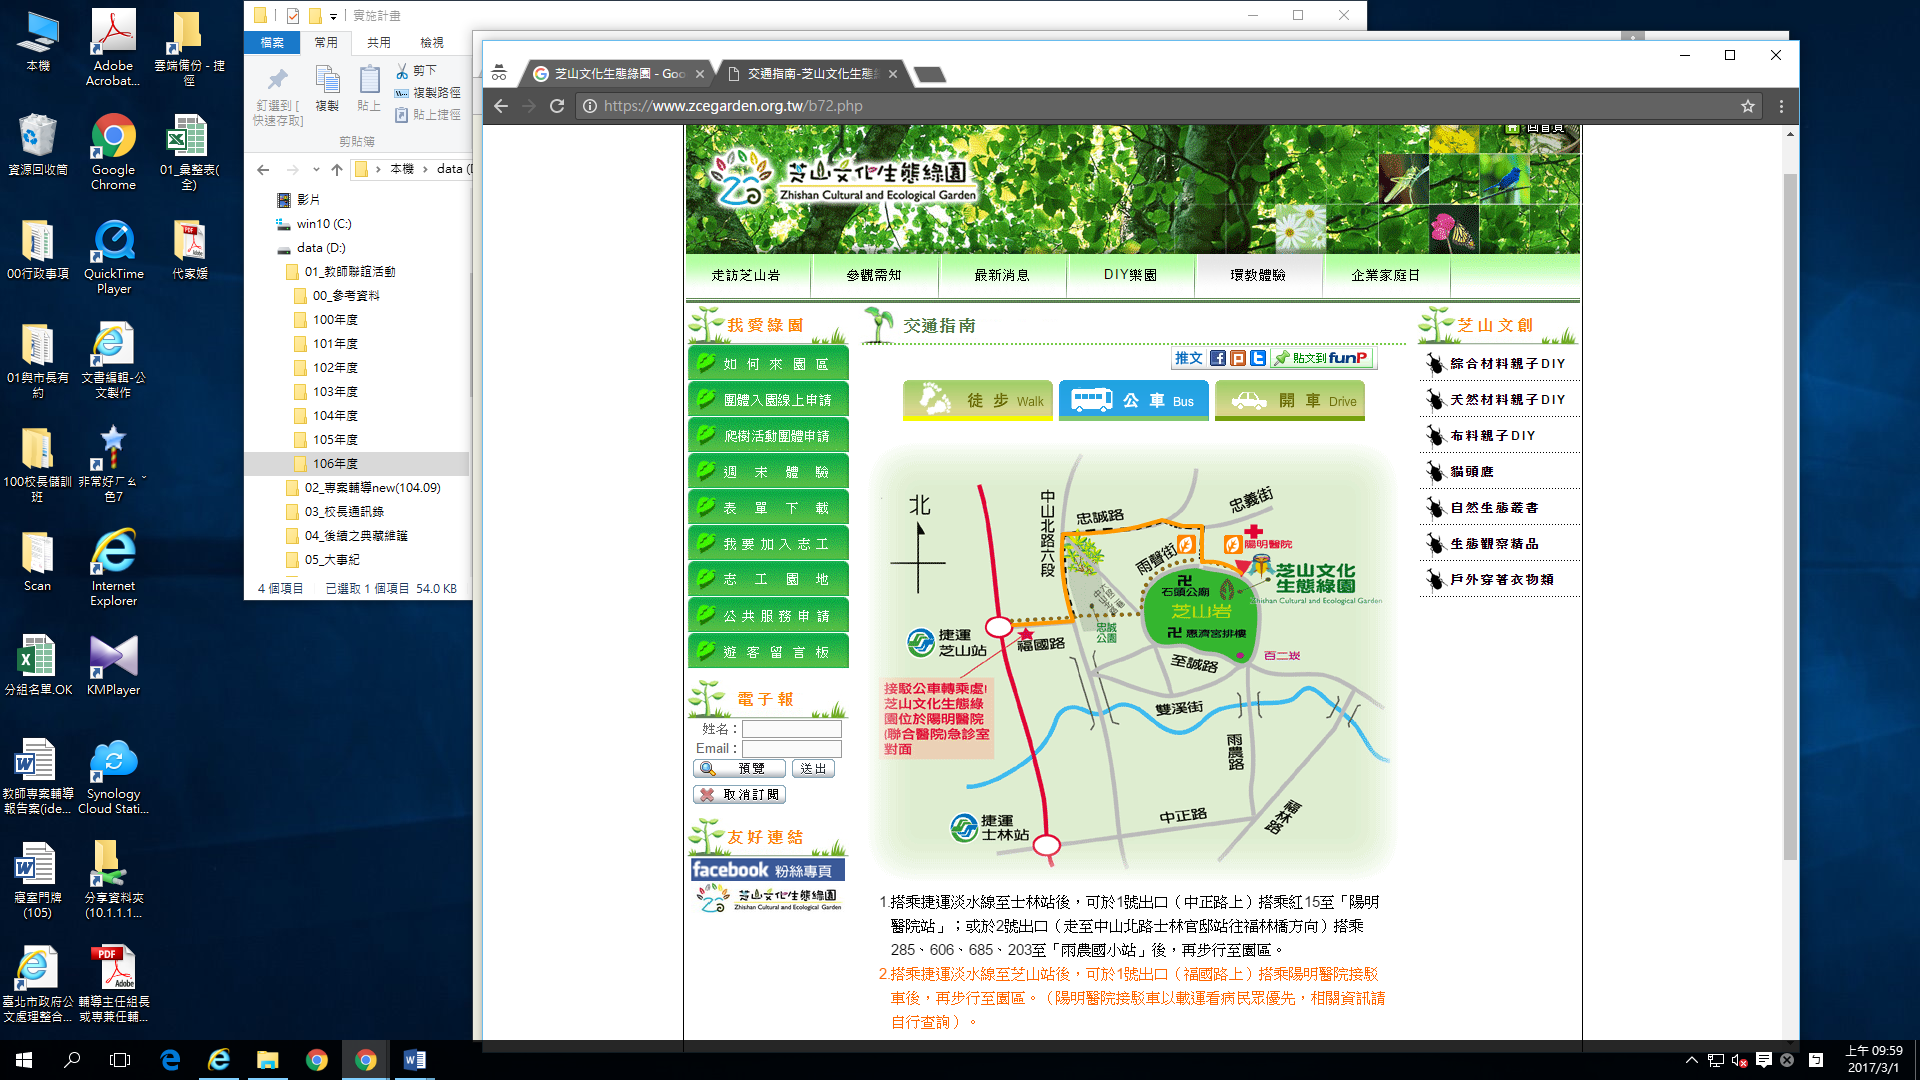 本機
Adobe Acrobat...
雲端備份 - 捷徑
資源回收筒
Google Chrome
01_彙整表(全)
00行政事項
QuickTime Player
代家媛
01與市長有約
文書編輯-公文製作
100校長儲訓班
非常好ㄏㄠˇ色7
Scan
Internet Explorer
分組名單.OK
KMPlayer
教師專案輔導報告案(ide...
Synology Cloud Stati...
寢室門牌(105)
分享資料夾(10.1.1.1...
臺北市政府公文處理整合...
輔導主任組長或專兼任輔...
實施計畫
檔案 常用 共用 檢視
釘選到 [快速存取]
複製
貼上
剪下
複製路徑
貼上捷徑
剪貼簿
本機 › data (
影片
win10 (C:)
data (D:)
01_教師聯誼活動
00_參考資料
100年度
101年度
102年度
103年度
104年度
105年度
106年度
02_專案輔導new(104.09)
03_校長通訊錄
04_後續之典藏維護
05_大事紀
4 個項目 已選取 1 個項目 54.0 KB
芝山文化生態綠園 - Goo
交通指南-芝山文化生態
https://www.zcegarden.org.tw/b72.php
回首頁
芝山文化生態綠園
Zhishan Cultural and Ecological Garden
走訪芝山岩 參觀需知 最新消息 DIY樂園 環教體驗 企業家庭日
我愛綠園
如何來園區
團體入園線上申請
爬樹活動團體申請
週末體驗
表單下載
我要加入志工
志工園地
公共服務申請
遊客留言板
電子報
姓名：
Email：
預覽 送出
取消訂閱
友好連結
facebook 粉絲專頁
芝山文化生態綠園
Zhishan Cultural and Ecological Garden
交通指南
推文 貼文到 funP
徒步 Walk
公車 Bus
開車 Drive
北
中山北路六段
忠誠路
忠義街
雨聲街
陽明醫院
芝山文化
生態綠園
Zhishan Cultural and Ecological Garden
石頭公廟
芝山岩
惠濟宮排樓
忠誠公園
捷運
芝山站
福國路
至誠路
百二崁
接駁公車轉乘處!
芝山文化生態綠
園位於陽明醫院
(聯合醫院)急診室
對面
雙溪街
雨農路
捷運
士林站
中正路
福林路
1.搭乘捷運淡水線至士林站後，可於1號出口（中正路上）搭乘紅15至「陽明
醫院站」；或於2號出口（走至中山北路士林官邸站往福林橋方向）搭乘
285、606、685、203至「雨農國小站」後，再步行至園區。
2.搭乘捷運淡水線至芝山站後，可於1號出口（福國路上）搭乘陽明醫院接駁
車後，再步行至園區。（陽明醫院接駁車以載運看病民眾優先，相關資訊請
自行查詢）。
芝山文創
綜合材料親子DIY
天然材料親子DIY
布料親子DIY
貓頭鷹
自然生態叢書
生態觀察精品
戶外穿著衣物類
上午 09:59
2017/3/1